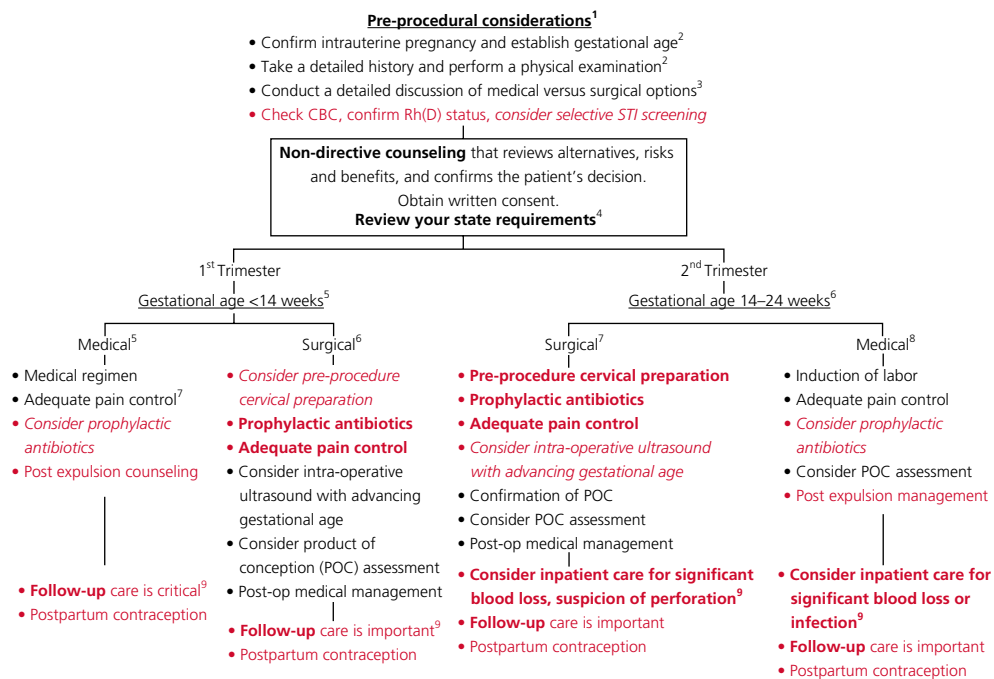 Pre-procedural considerations1
• Confirm intrauterine pregnancy and establish gestational age2
• Take a detailed history and perform a physical examination2
• Conduct a detailed discussion of medical versus surgical options3
• Check CBC, confirm Rh(D) status, consider selective STI screening
Non-directive counseling that reviews alternatives, risks
and benefits, and confirms the patient's decision.
Obtain written consent.
Review your state requirements4
1st Trimester
Gestational age <14 weeks5
2nd Trimester
Gestational age 14–24 weeks6
Medical5
• Medical regimen
• Adequate pain control7
• Consider prophylactic
antibiotics
• Post expulsion counseling
• Follow-up care is critical9
• Postpartum contraception
Surgical6
• Consider pre-procedure
cervical preparation
• Prophylactic antibiotics
• Adequate pain control
• Consider intra-operative
ultrasound with advancing
gestational age
• Consider product of
conception (POC) assessment
• Post-op medical management
• Follow-up care is important9
• Postpartum contraception
Surgical7
• Pre-procedure cervical preparation
• Prophylactic antibiotics
• Adequate pain control
• Consider intra-operative ultrasound
with advancing gestational age
• Confirmation of POC
• Consider POC assessment
• Post-op medical management
• Consider inpatient care for significant
blood loss, suspicion of perforation9
• Follow-up care is important
• Postpartum contraception
Medical8
• Induction of labor
• Adequate pain control
• Consider prophylactic
antibiotics
• Consider POC assessment
• Post expulsion management
• Consider inpatient care for
significant blood loss or
infection9
• Follow-up care is important
• Postpartum contraception